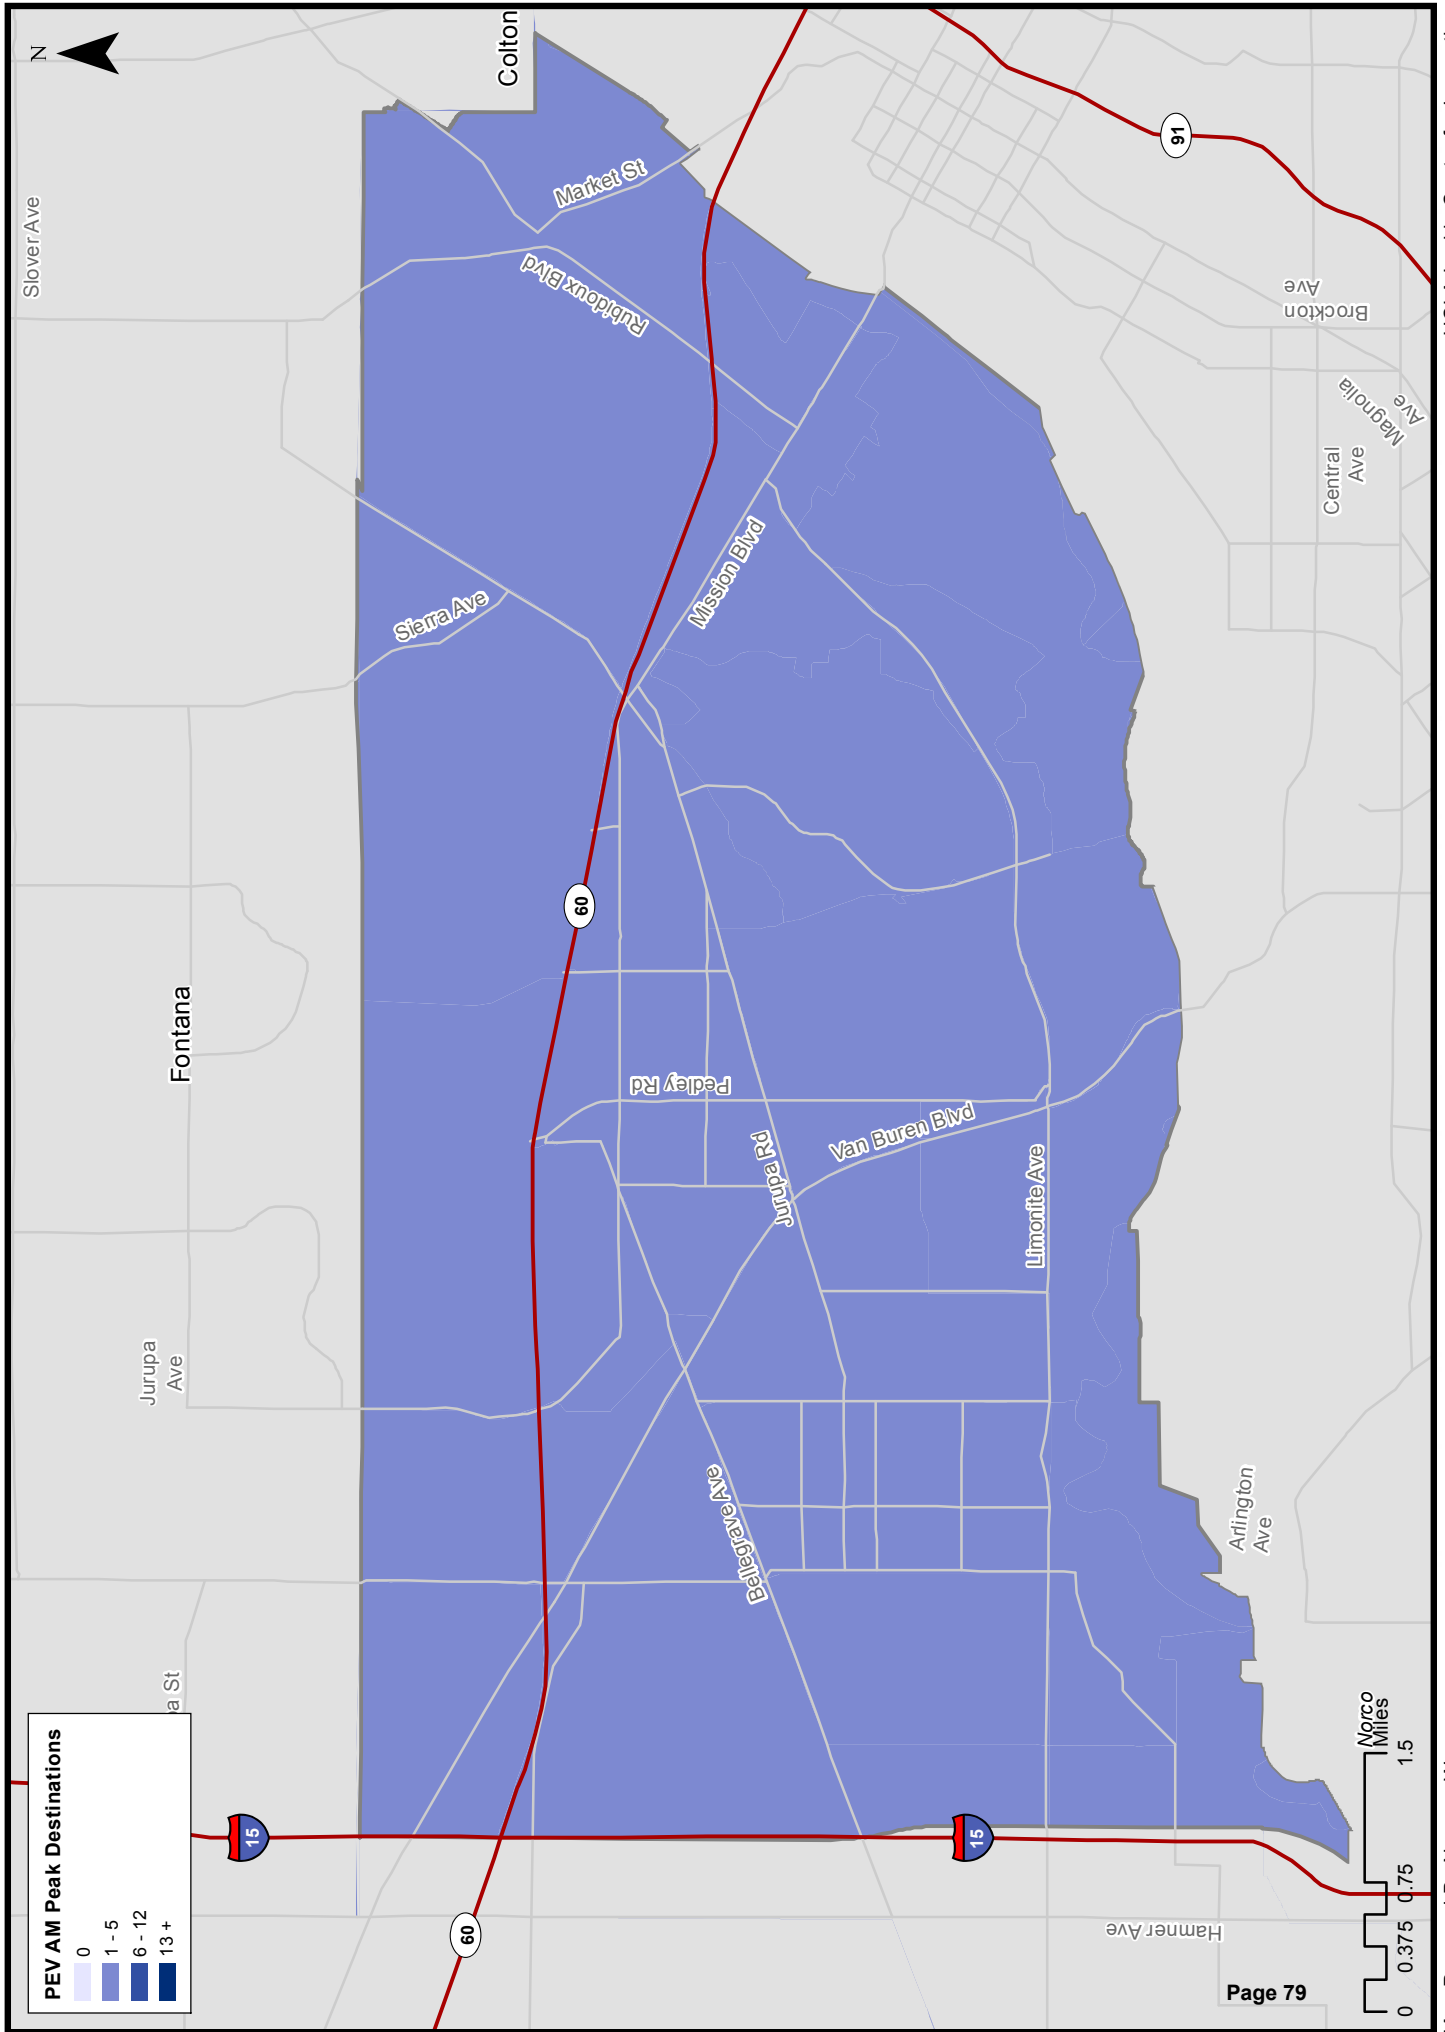 N
Colton
Slover Ave
Market St
Rubidoux Blvd
91
Brockton
Ave
Magnolia
Ave
Central
Ave
Mission Blvd
Sierra Ave
60
Fontana
Pedley Rd
Van Buren Blvd
Jurupa Rd
Limonite Ave
Jurupa
Ave
Bellegrave Ave
Arlington
Ave
PEV AM Peak Destinations
0
1 - 5
6 - 12
13 +
15
15
60
Hamner Ave
Norco
Miles
0
0.375
0.75
1.5
Page 79